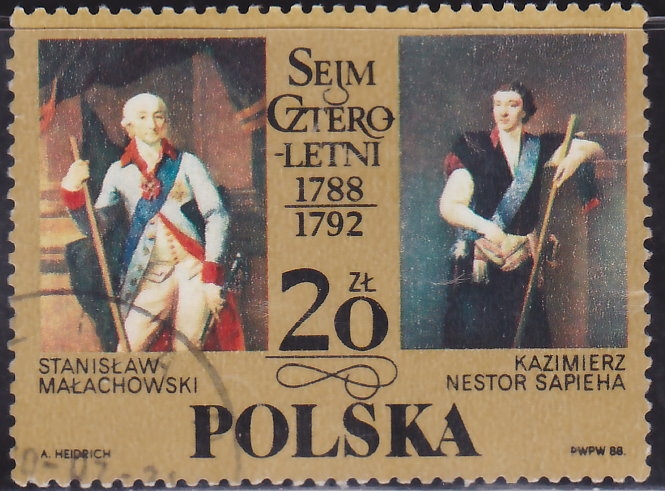 SEJM
CZTERO-
-LETNI
1788
1792
20 ZŁ
STANISŁAW
MAŁACHOWSKI
KAZIMIERZ
NESTOR SAPIEHA
POLSKA
A. HEIDRICH
PWPW 88.